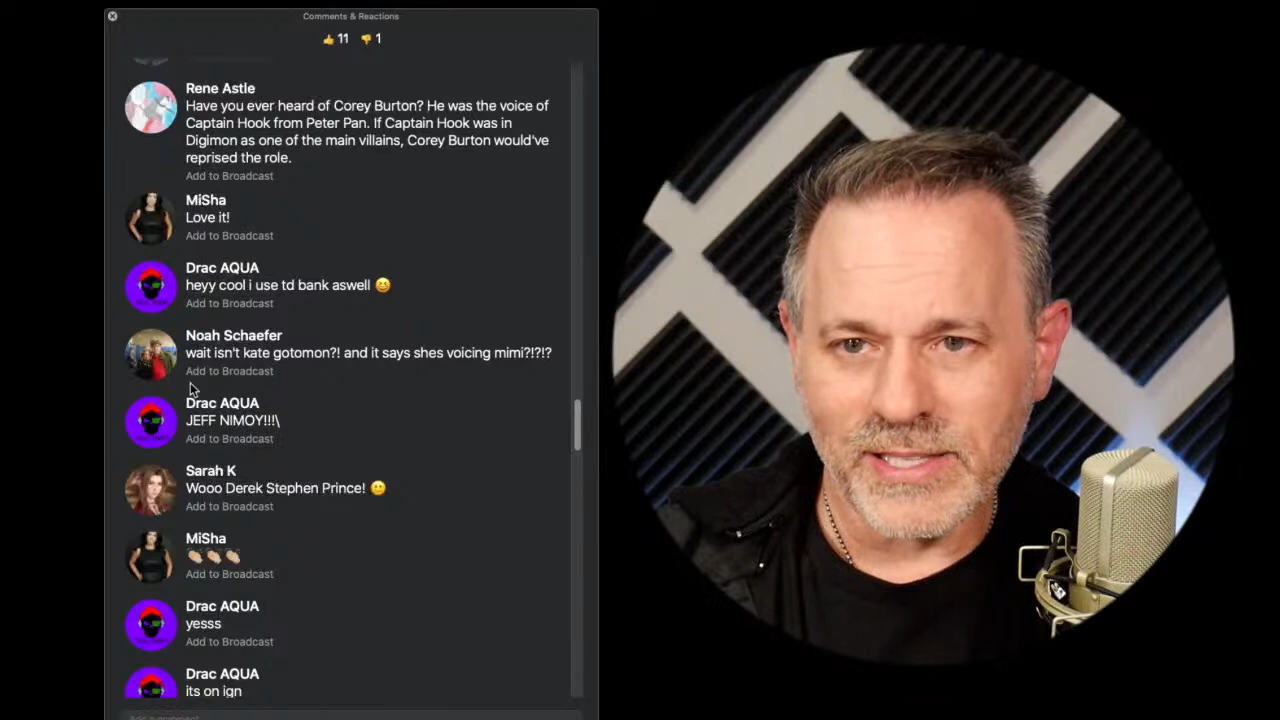 Comments & Reactions
👍 11 👎 1
Rene Astle
Have you ever heard of Corey Burton? He was the voice of
Captain Hook from Peter Pan. If Captain Hook was in
Digimon as one of the main villains, Corey Burton would've
reprised the role.
Add to Broadcast
MiSha
Love it!
Add to Broadcast
Drac AQUA
heyy cool i use td bank aswell 😆
Add to Broadcast
Noah Schaefer
wait isn't kate gotomon?! and it says shes voicing mimi?!?!?
Add to Broadcast
Drac AQUA
JEFF NIMOY!!!\
Add to Broadcast
Sarah K
Wooo Derek Stephen Prince! 🙂
Add to Broadcast
MiSha
👏🏼👏🏼👏🏼
Add to Broadcast
Drac AQUA
yesss
Add to Broadcast
Drac AQUA
its on ign